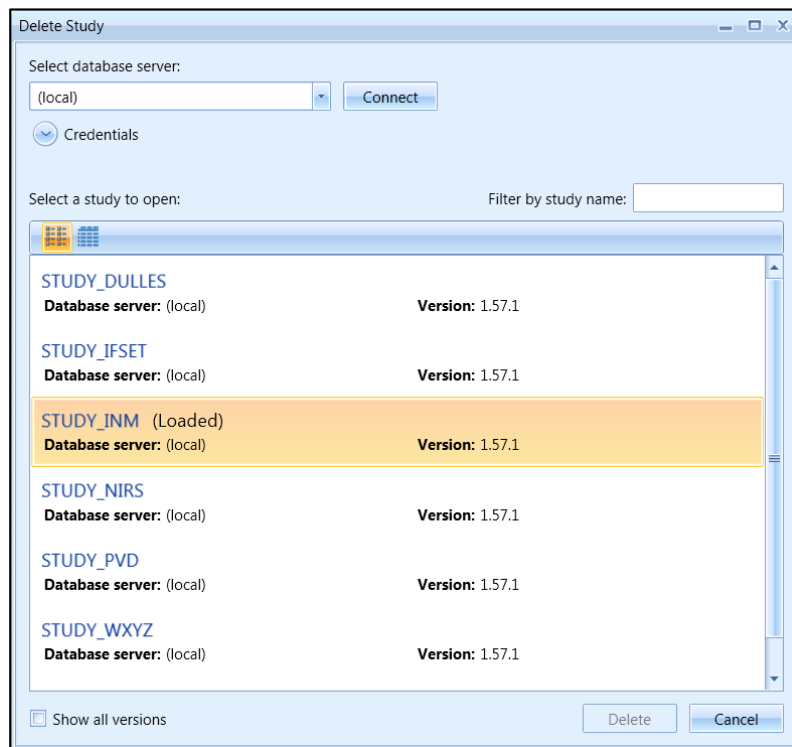 Delete Study
Select database server:
(local)
Connect
Credentials
Select a study to open:
Filter by study name:
STUDY_DULLES
Database server: (local) Version: 1.57.1
STUDY_IFSET
Database server: (local) Version: 1.57.1
STUDY_INM (Loaded)
Database server: (local) Version: 1.57.1
STUDY_NIRS
Database server: (local) Version: 1.57.1
STUDY_PVD
Database server: (local) Version: 1.57.1
STUDY_WXYZ
Database server: (local) Version: 1.57.1
Show all versions
Delete
Cancel